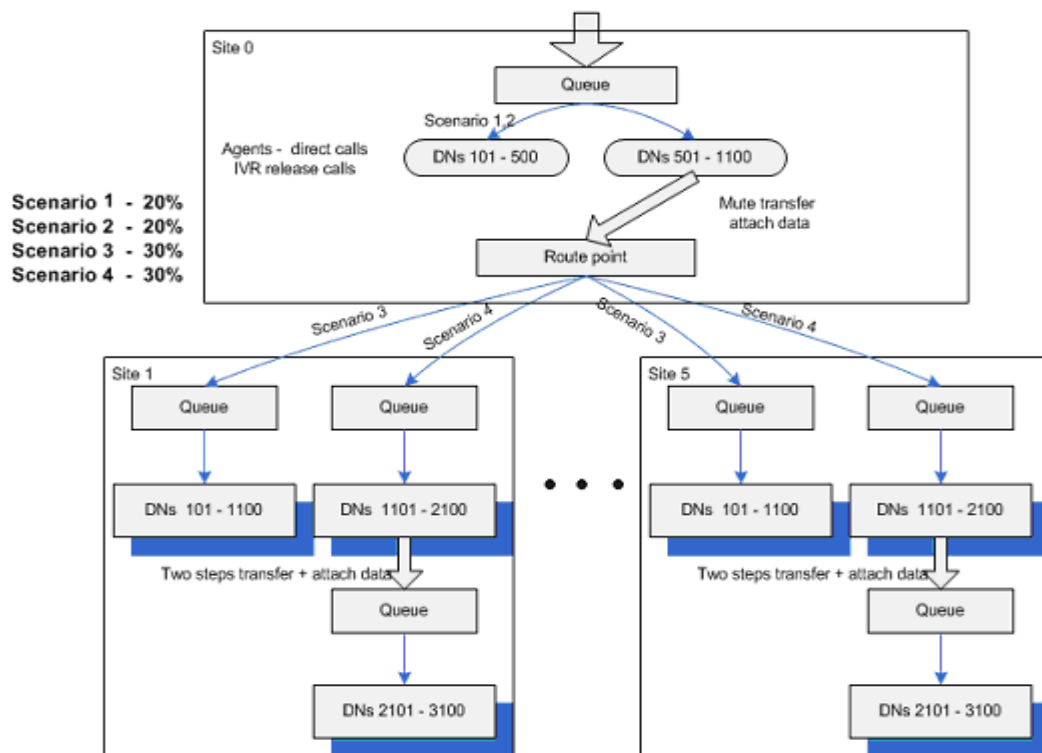 Site 0
Queue
Scenario 1,2
Agents - direct calls
IVR release calls
DNs 101 - 500
DNs 501 - 1100
Scenario 1 - 20%
Scenario 2 - 20%
Scenario 3 - 30%
Scenario 4 - 30%
Mute transfer
attach data
Route point
Scenario 3
Scenario 4
Scenario 3
Scenario 4
Site 1
Queue
Queue
DNs 101 - 1100
DNs 1101 - 2100
Two steps transfer + attach data
Queue
DNs 2101 - 3100
Site 5
Queue
Queue
DNs 101 - 1100
DNs 1101 - 2100
Two steps transfer + attach data
Queue
DNs 2101 - 3100